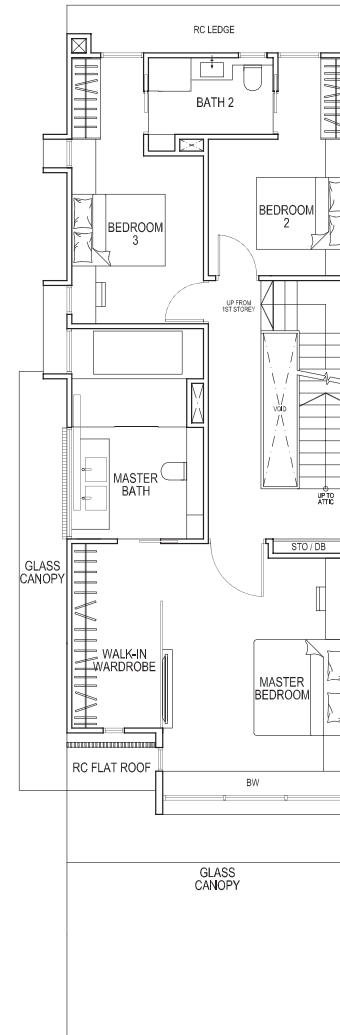 RC LEDGE
BATH 2
BEDROOM
3
BEDROOM
2
UP FROM
1ST STOREY
VOID
MASTER
BATH
UP TO
ATTIC
STO / DB
GLASS
CANOPY
WALK-IN
WARDROBE
MASTER
BEDROOM
RC FLAT ROOF
BW
GLASS
CANOPY